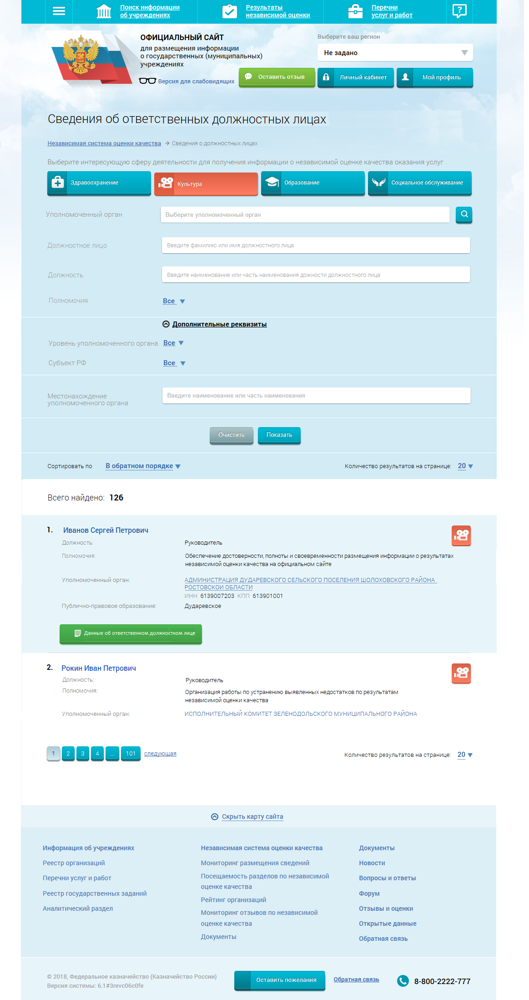 Поиск информации
об учреждениях
Результаты
независимой оценки
Перечни
услуг и работ
?
ОФИЦИАЛЬНЫЙ САЙТ
для размещения информации
о государственных (муниципальных)
учреждениях
Версия для слабовидящих
Выберите ваш регион
Не задано
Оставить отзыв
Личный кабинет
Мой профиль
Сведения об ответственных должностных лицах
Независимая система оценки качества → Сведения о должностных лицах
Выберите интересующую сферу деятельности для получения информации о независимой оценке качества оказания услуг
Здравоохранение
Культура
Образование
Социальное обслуживание
Уполномоченный орган
Выберите уполномоченный орган
Должностное лицо
Введите фамилию или имя должностного лица
Должность
Введите наименование или часть наименования дожности должностного лица
Полномочия
Все
Дополнительные реквизиты
Уровень уполномоченного органа
Все
Субъект РФ
Все
Местонахождение
уполномоченного органа
Введите наименование или часть наименования
Очистить
Показать
Сортировать по
В обратном порядке
Количество результатов на странице: 20
Всего найдено: 126
1. Иванов Сергей Петрович
Должность:
Руководитель
Полномочия:
Обеспечение достоверности, полноты и своевременности размещения информации о результатах
независимой оценки качества на официальном сайте
Уполномоченный орган:
АДМИНИСТРАЦИЯ ДУДАРЕВСКОГО СЕЛЬСКОГО ПОСЕЛЕНИЯ ШОЛОХОВСКОГО РАЙОНА
РОСТОВСКОИ ОБЛАСТИ
ИНН 6139007203 КПП 613901001
Публично-правовое образование:
Дударевское
Данные об ответственном должностном лице
2. Рокин Иван Петрович
Должность:
Руководитель
Полномочия:
Организация работы по устранению выявленных недостатков по результатам
независимой оценки качества
Уполномоченный орган:
ИСПОЛНИТЕЛЬНЫЙ КОМИТЕТ ЗЕЛЕНОДОЛЬСКОГО МУНИЦИПАЛЬНОГО РАЙОНА
1 2 3 4 ... 101 следующая
Количество результатов на странице: 20
Скрыть карту сайта
Информация об учреждениях
Реестр организаций
Перечни услуг и работ
Реестр государственных заданий
Аналитический раздел
Независимая система оценки качества
Мониторинг размещения сведений
Посещаемость разделов по независимой
оценке качества
Рейтинг организаций
Мониторинг отзывов по независимой
оценке качества
Документы
Документы
Новости
Вопросы и ответы
Форум
Отзывы и оценки
Открытые данные
Обратная связь
© 2018, Федеральное казначейство (Казначейство России)
Версия системы: 6.1#3revc06c0fe
Оставить пожелания
Обратная связь
8-800-2222-777